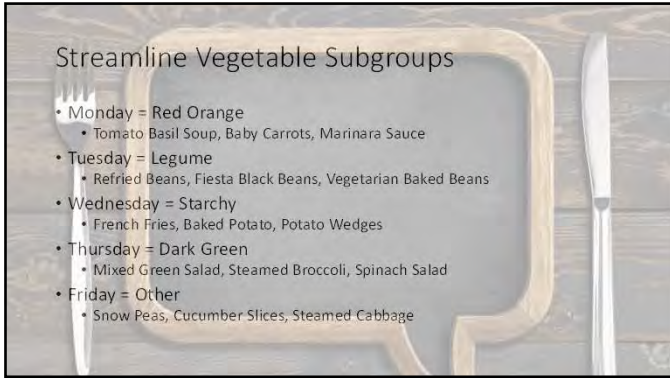 Streamline Vegetable Subgroups
• Monday = Red Orange
• Tomato Basil Soup, Baby Carrots, Marinara Sauce
• Tuesday = Legume
• Refried Beans, Fiesta Black Beans, Vegetarian Baked Beans
• Wednesday = Starchy
• French Fries, Baked Potato, Potato Wedges
• Thursday = Dark Green
• Mixed Green Salad, Steamed Broccoli, Spinach Salad
• Friday = Other
• Snow Peas, Cucumber Slices, Steamed Cabbage